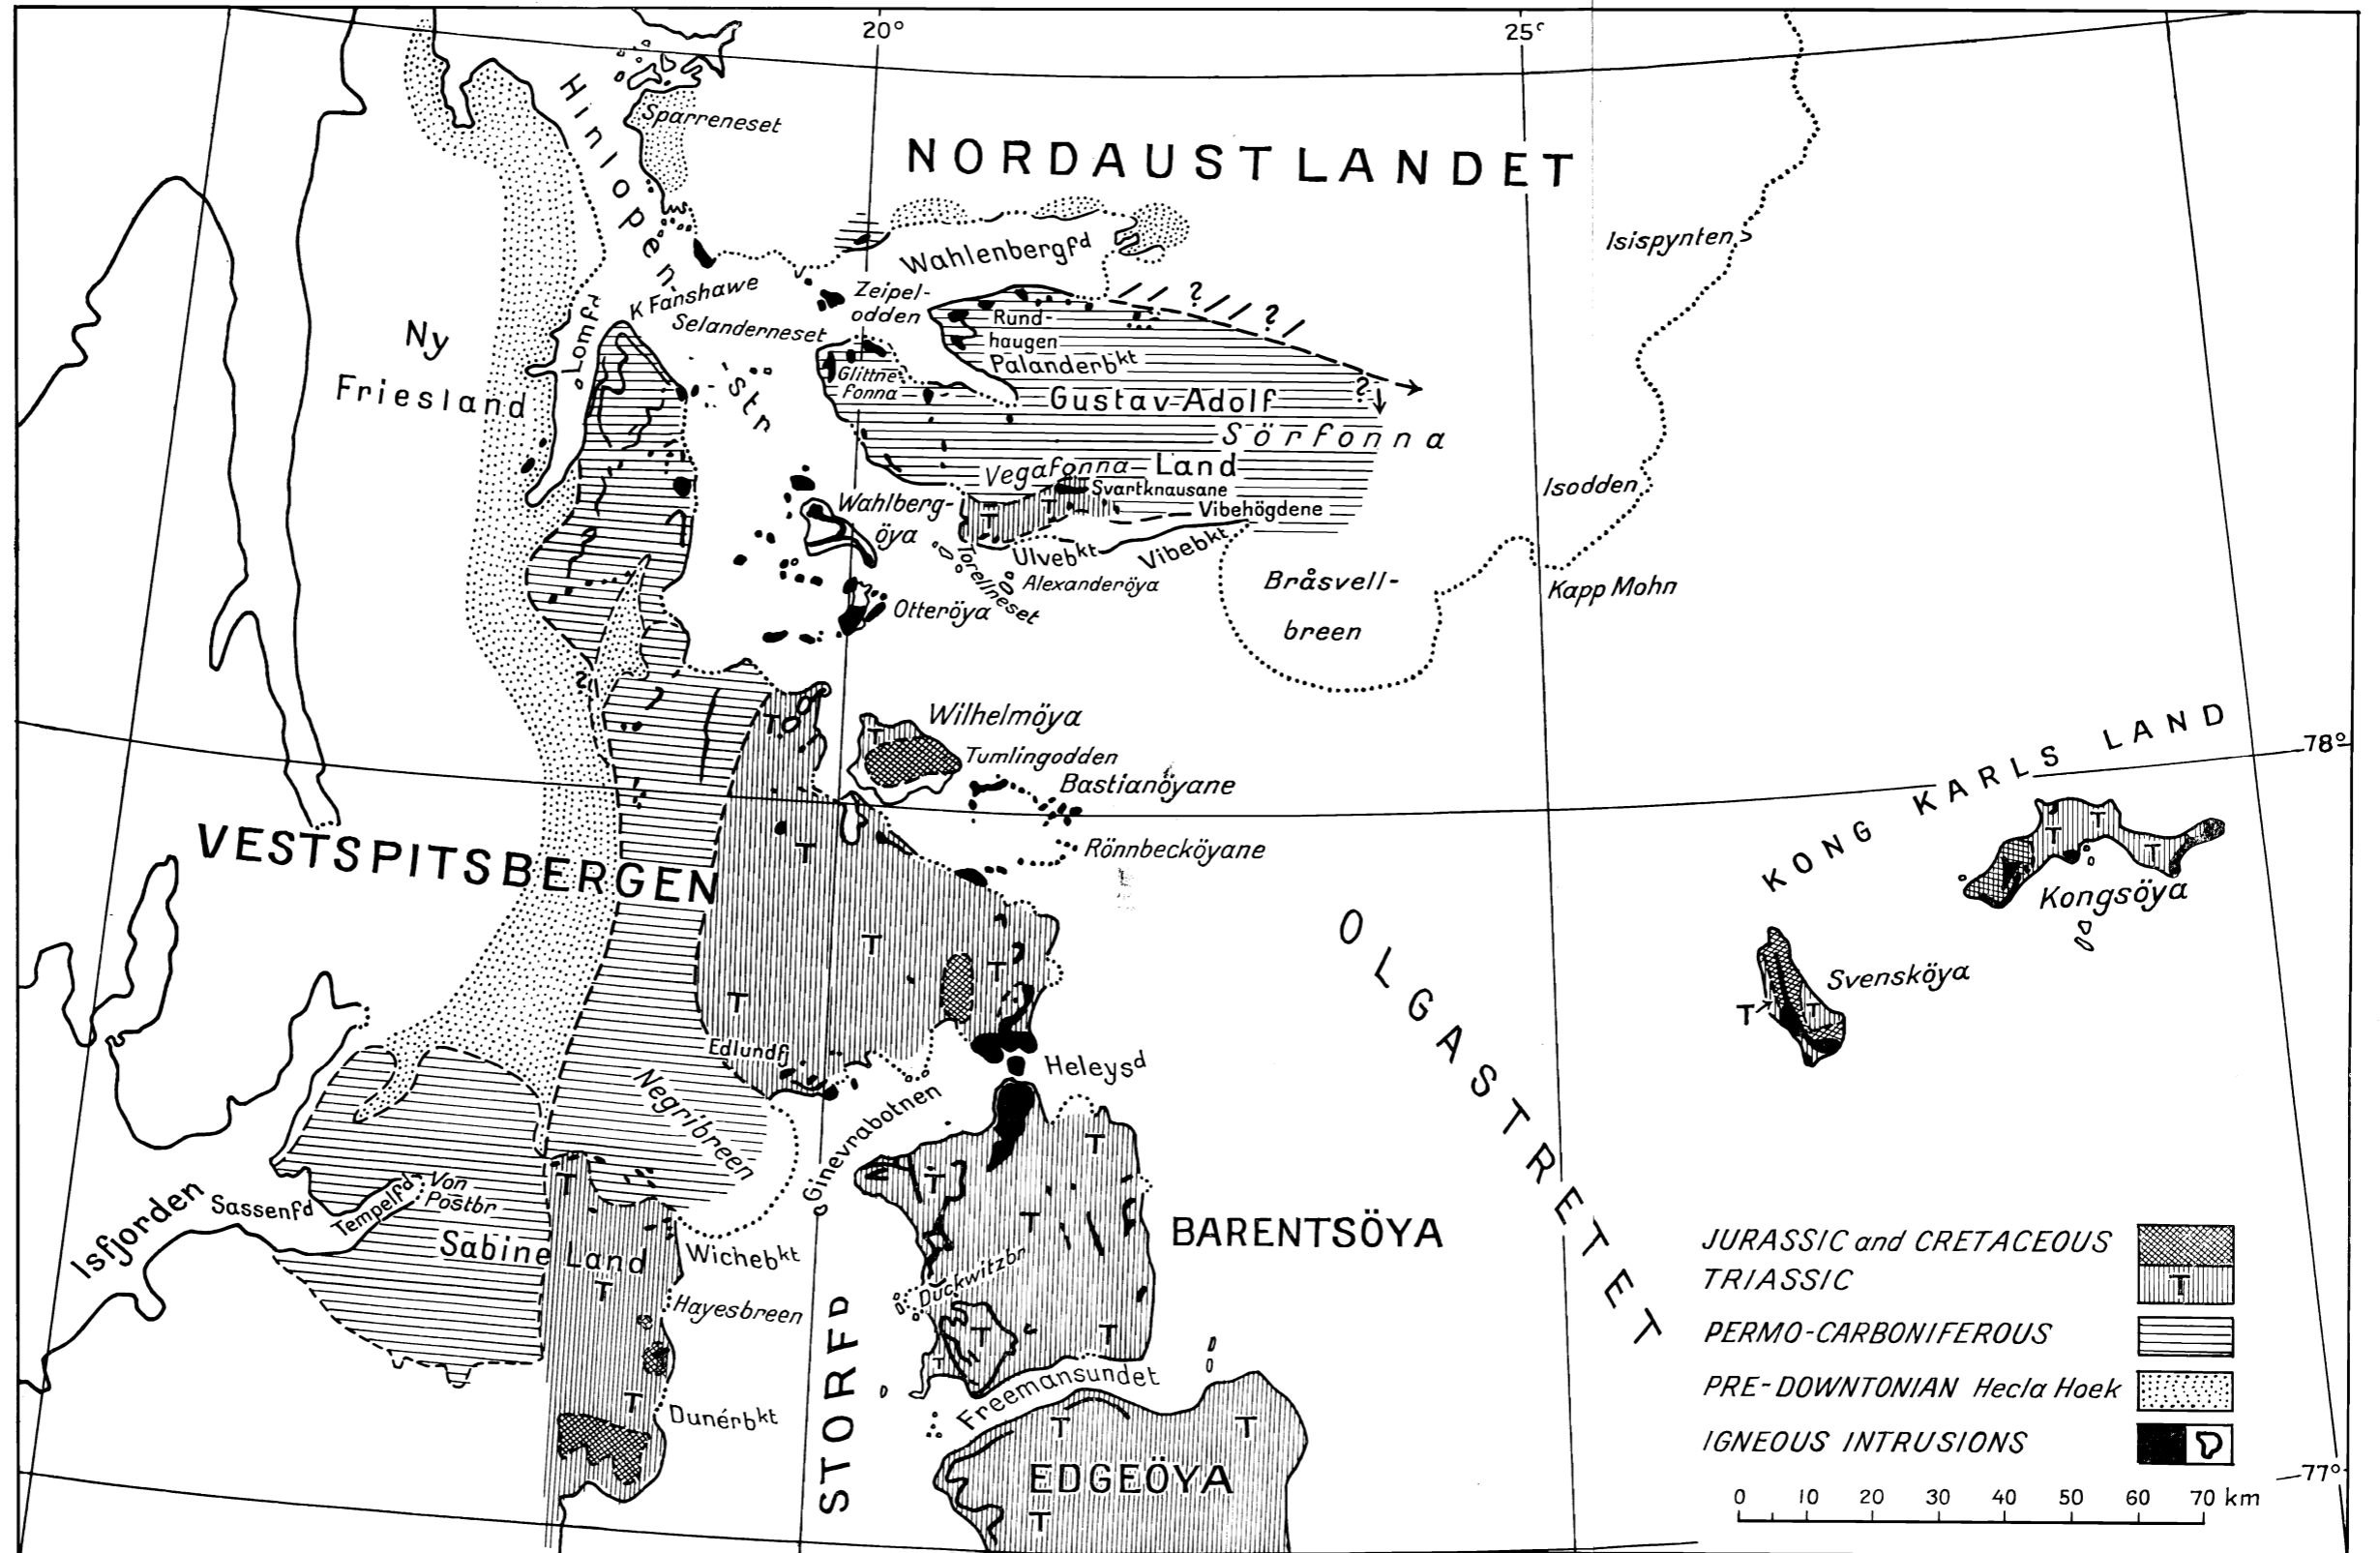 20°
25°
Hinlopen
Sparreneset
NORDAUSTLANDET
Isispynten
Wahlenbergfd
K Fanshawe
Zeipel-
odden
Selanderneset
? ?
Lomfd
Ny
Friesland
Rund-
haugen
Palanderbkt
Glittne
fonna
-str
Gustav-Adolf
?
Sörfonna
Vegafonna
Land
Svartknausane
Vibehögdene
T T
Isodden
Wahlberg-
öya
Ulvebkt
Vibebkt
Torellneset
Alexanderöya
Otteröya
Bråsvell-
breen
Kapp Mohn
?
T
T
Wilhelmöya
Tumlingodden
Bastianöyane
KONG KARLS LAND
78°
VESTSPITSBERGEN
T
Rönnbecköyane
T T T
Kongsöya
OLGASTRETET
T
T
T
Svensköya
T T
Edlundfj
Heleysd
Negribreen
Ginevrabotnen
T
T
T
T
Isfjorden
Sassenfd
Tempelfd
Von
Postbr
Sabine Land
Wichebkt
T
BARENTSÖYA
Hayesbreen
Duckwitzbr
T
T
T
STORFD
Freemansundet
T
Dunérbkt
T
T
EDGEÖYA
T
JURASSIC and CRETACEOUS
TRIASSIC T
PERMO-CARBONIFEROUS
PRE-DOWNTONIAN Hecla Hoek
IGNEOUS INTRUSIONS
77°
0 10 20 30 40 50 60 70 km